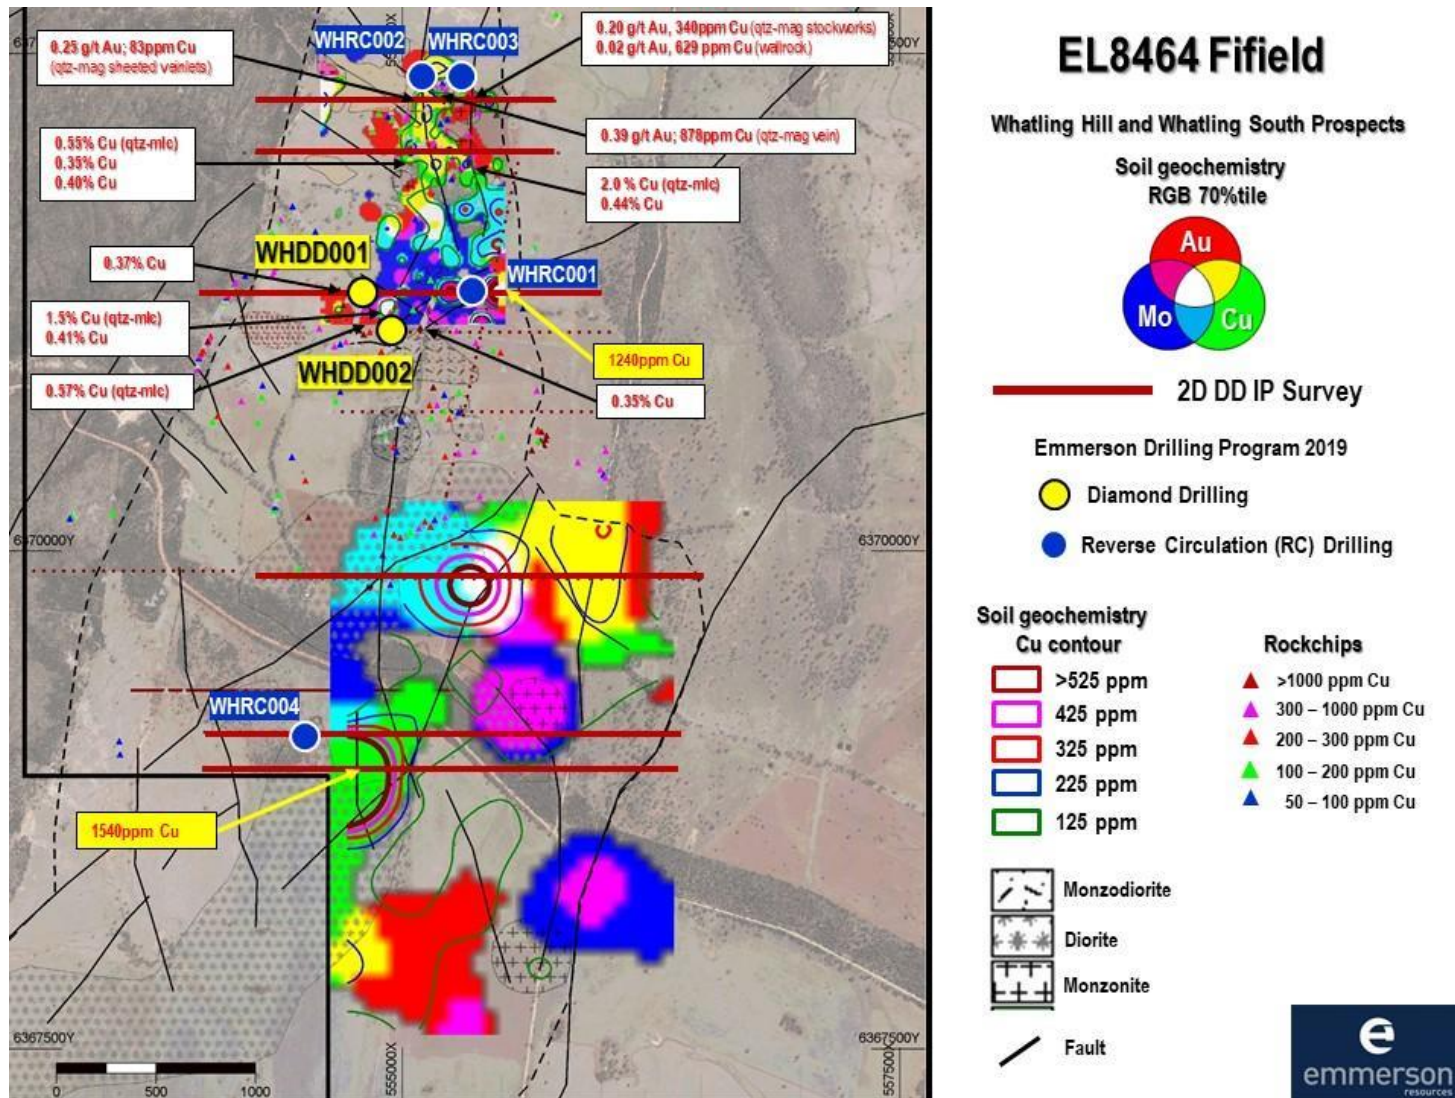 WHRC002
WHRC003
0.25 g/t Au; 83ppm Cu
(qtz-mag sheeted veinlets)
0.20 g/t Au, 340ppm Cu (qtz-mag stockworks)
0.02 g/t Au, 629 ppm Cu (wallrock)
0.39 g/t Au; 878ppm Cu (qtz-mag vein)
0.55% Cu (qtz-mlc)
0.35% Cu
0.40% Cu
2.0 % Cu (qtz-mlc)
0.44% Cu
WHDD001
0.37% Cu
WHRC001
1.5% Cu (qtz-mlc)
0.41% Cu
1240ppm Cu
WHDD002
0.57% Cu (qtz-mlc)
0.35% Cu
6370000Y
6370000Y
WHRC004
1540ppm Cu
6367500Y
6367500Y
555000X
557500X
0
500
1000
EL8464 Fifield
Whatling Hill and Whatling South Prospects
Soil geochemistry
RGB 70%tile
Au
Mo
Cu
2D DD IP Survey
Emmerson Drilling Program 2019
Diamond Drilling
Reverse Circulation (RC) Drilling
Soil geochemistry
Cu contour
>525 ppm
425 ppm
325 ppm
225 ppm
125 ppm
Rockchips
>1000 ppm Cu
300 – 1000 ppm Cu
200 – 300 ppm Cu
100 – 200 ppm Cu
50 – 100 ppm Cu
Monzodiorite
Diorite
Monzonite
Fault
e
emmerson
resources